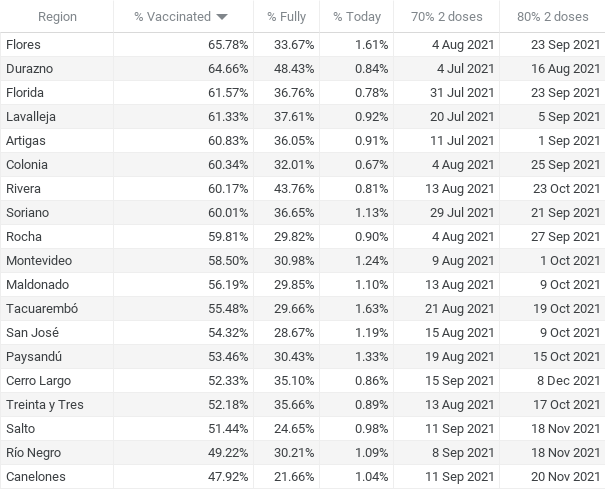 Region % Vaccinated % Fully % Today 70% 2 doses 80% 2 doses
Flores 65.78% 33.67% 1.61% 4 Aug 2021 23 Sep 2021
Durazno 64.66% 48.43% 0.84% 4 Jul 2021 16 Aug 2021
Florida 61.57% 36.76% 0.78% 31 Jul 2021 23 Sep 2021
Lavalleja 61.33% 37.61% 0.92% 20 Jul 2021 5 Sep 2021
Artigas 60.83% 36.05% 0.91% 11 Jul 2021 1 Sep 2021
Colonia 60.34% 32.01% 0.67% 4 Aug 2021 25 Sep 2021
Rivera 60.17% 43.76% 0.81% 13 Aug 2021 23 Oct 2021
Soriano 60.01% 36.65% 1.13% 29 Jul 2021 21 Sep 2021
Rocha 59.81% 29.82% 0.90% 4 Aug 2021 27 Sep 2021
Montevideo 58.50% 30.98% 1.24% 9 Aug 2021 1 Oct 2021
Maldonado 56.19% 29.85% 1.10% 13 Aug 2021 9 Oct 2021
Tacuarembó 55.48% 29.66% 1.63% 21 Aug 2021 19 Oct 2021
San José 54.32% 28.67% 1.19% 15 Aug 2021 9 Oct 2021
Paysandú 53.46% 30.43% 1.33% 19 Aug 2021 15 Oct 2021
Cerro Largo 52.33% 35.10% 0.86% 15 Sep 2021 8 Dec 2021
Treinta y Tres 52.18% 35.66% 0.89% 13 Aug 2021 17 Oct 2021
Salto 51.44% 24.65% 0.98% 11 Sep 2021 18 Nov 2021
Río Negro 49.22% 30.21% 1.09% 8 Sep 2021 18 Nov 2021
Canelones 47.92% 21.66% 1.04% 11 Sep 2021 20 Nov 2021